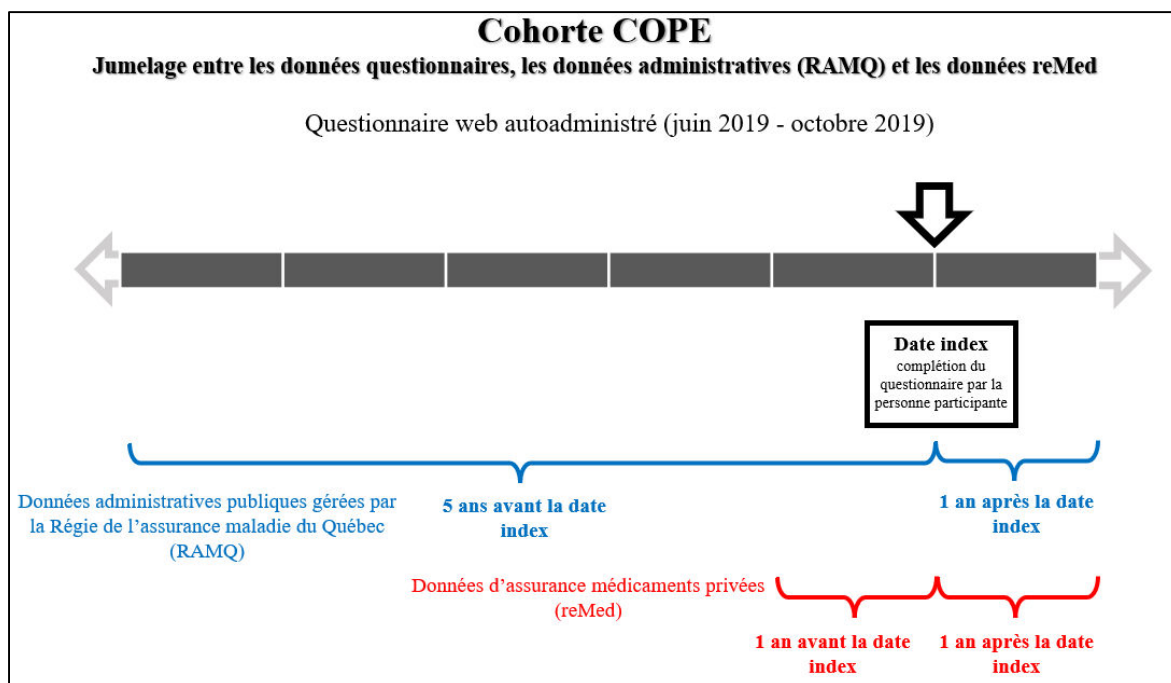 Cohorte COPE
Jumelage entre les données questionnaires, les données administratives (RAMQ) et les données reMed
Questionnaire web autoadministré (juin 2019 - octobre 2019)
Date index
complétion du
questionnaire par la
personne participante
Données administratives publiques gérées par
la Régie de l’assurance maladie du Québec
(RAMQ)
5 ans avant la date
index
1 an après la date
index
Données d’assurance médicaments privées
(reMed)
1 an avant la date
index
1 an après la date
index